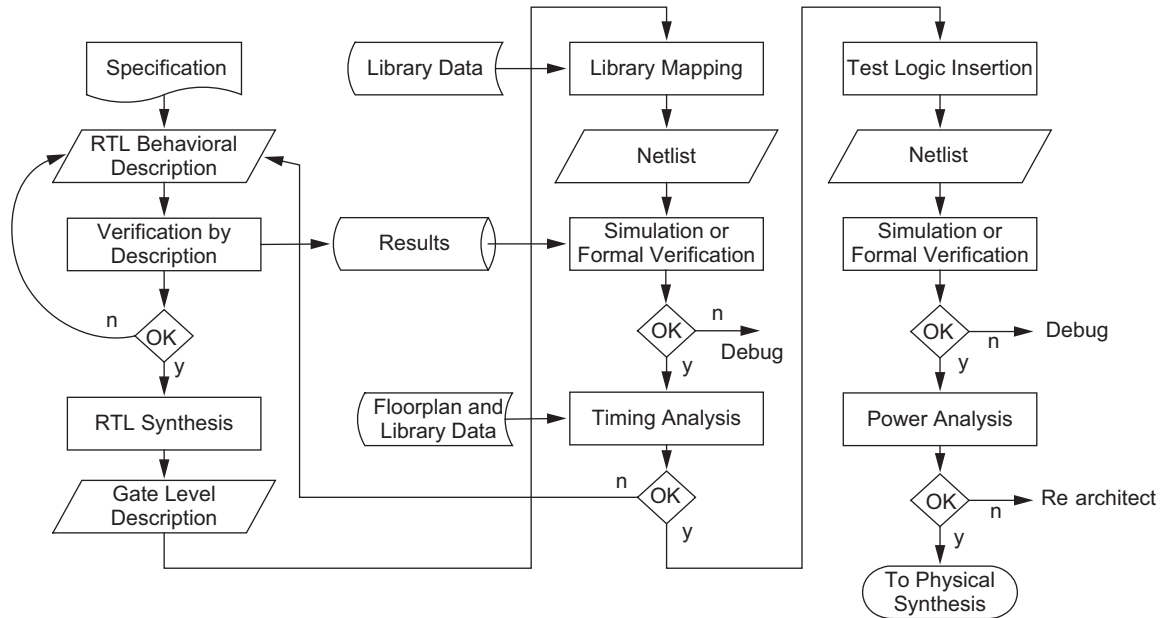 Specification
RTL Behavioral
Description
Verification by
Description
n
OK
y
RTL Synthesis
Gate Level
Description
Library Data
Results
Floorplan and
Library Data
Library Mapping
Netlist
Simulation or
Formal Verification
OK
n
Debug
y
Timing Analysis
n
OK
y
Test Logic Insertion
Netlist
Simulation or
Formal Verification
OK
n
Debug
y
Power Analysis
OK
n
Re architect
y
To Physical
Synthesis